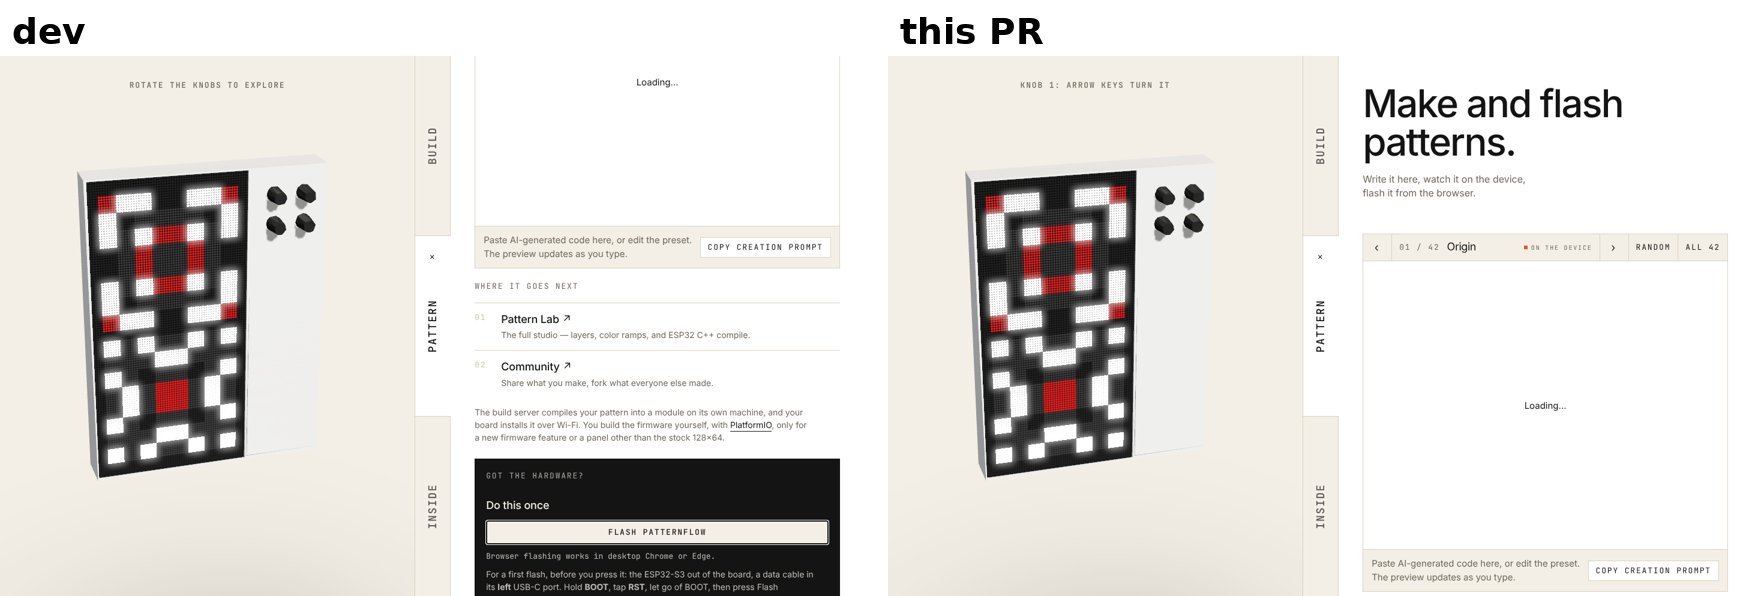 dev
ROTATE THE KNOBS TO EXPLORE
BUILD
×
PATTERN
INSIDE
Loading...
Paste AI-generated code here, or edit the preset.
The preview updates as you type.
COPY CREATION PROMPT
WHERE IT GOES NEXT
01
Pattern Lab ↗
The full studio — layers, color ramps, and ESP32 C++ compile.
02
Community ↗
Share what you make, fork what everyone else made.
The build server compiles your pattern into a module on its own machine, and your
board installs it over Wi-Fi. You build the firmware yourself, with PlatformIO, only for
a new firmware feature or a panel other than the stock 128×64.
GOT THE HARDWARE?
Do this once
FLASH PATTERNFLOW
Browser flashing works in desktop Chrome or Edge.
For a first flash, before you press it: the ESP32-S3 out of the board, a data cable in
its left USB-C port. Hold BOOT, tap RST, let go of BOOT, then press Flash
this PR
KNOB 1: ARROW KEYS TURN IT
BUILD
×
PATTERN
INSIDE
Make and flash
patterns.
Write it here, watch it on the device,
flash it from the browser.
‹ 01 / 42 Origin ON THE DEVICE › RANDOM ALL 42
Loading...
Paste AI-generated code here, or edit the preset.
The preview updates as you type.
COPY CREATION PROMPT